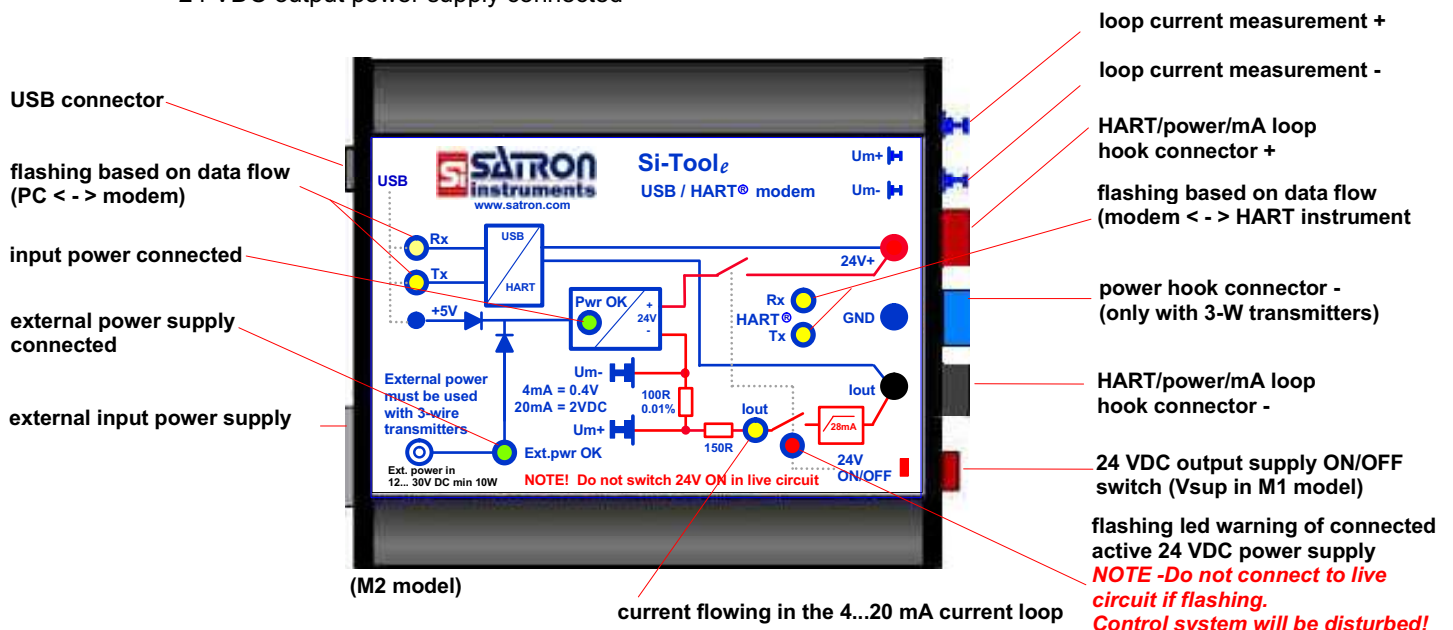 24 VDC output power supply connected
loop current measurement +
loop current measurement -
HART/power/mA loop
hook connector +
flashing based on data flow
(modem < - > HART instrument
power hook connector -
(only with 3-W transmitters)
HART/power/mA loop
hook connector -
24 VDC output supply ON/OFF
switch (Vsup in M1 model)
flashing led warning of connected
active 24 VDC power supply
NOTE -Do not connect to live
circuit if flashing.
Control system will be disturbed!
USB connector
flashing based on data flow
(PC < - > modem)
input power connected
external power supply
connected
external input power supply
USB
Si SATRON
instruments
www.satron.com
Si-Toole
USB / HART® modem
Um+
Um-
Rx
Tx
+5V
USB
HART
Pwr OK
+
24V
-
24V+
Rx
HART®
Tx
GND
Um-
4mA = 0.4V
20mA = 2VDC
Um+
100R
0.01%
150R
Iout
28mA
Iout
External power
must be used
with 3-wire
transmitters
Ext.pwr OK
Ext. power in
12... 30V DC min 10W
NOTE! Do not switch 24V ON in live circuit
24V
ON/OFF
(M2 model)
current flowing in the 4...20 mA current loop